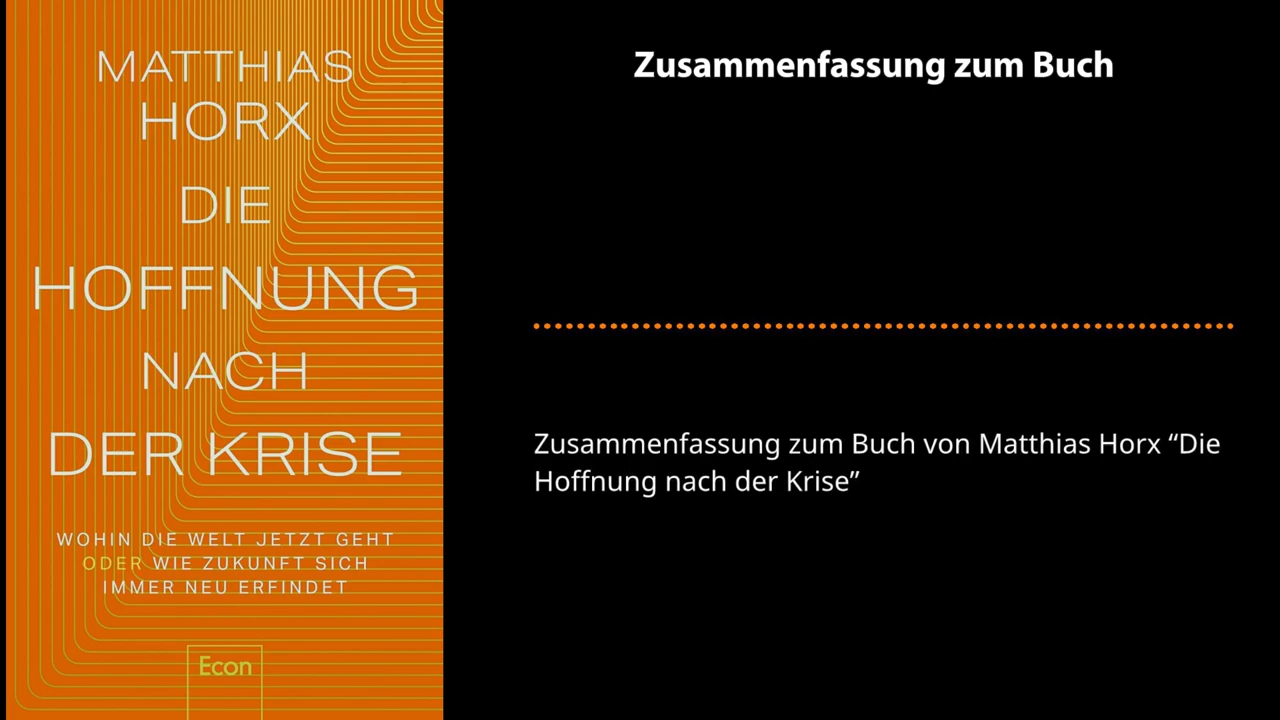 MATTHIAS
HORX
DIE
HOFFNUNG
NACH
DER KRISE
WOHIN DIE WELT JETZT GEHT
ODER WIE ZUKUNFT SICH
IMMER NEU ERFINDET
Econ
Zusammenfassung zum Buch
Zusammenfassung zum Buch von Matthias Horx “Die
Hoffnung nach der Krise”